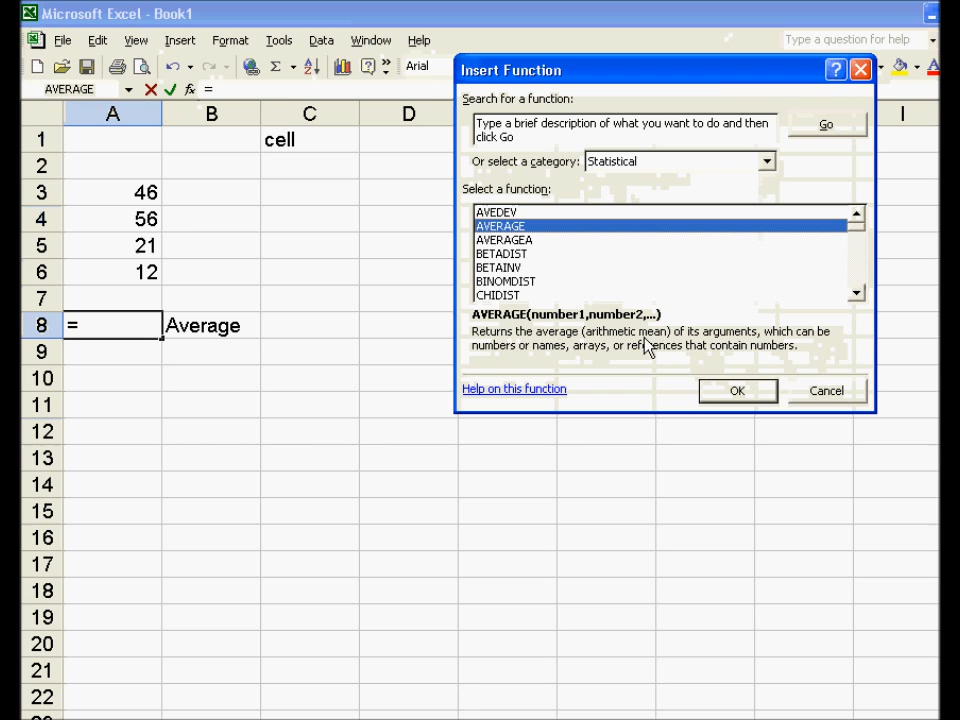 Microsoft Excel - Book1
File Edit View Insert Format Tools Data Window Help
Type a question for help
Arial
AVERAGE =
A B C D I
1 cell
2
3 46
4 56
5 21
6 12
7
8 = Average
9
10
11
12
13
14
15
16
17
18
19
20
21
22
Insert Function
Search for a function:
Type a brief description of what you want to do and then
click Go
Go
Or select a category: Statistical
Select a function:
AVEDEV
AVERAGE
AVERAGEA
BETADIST
BETAINV
BINOMDIST
CHIDIST
AVERAGE(number1,number2,...)
Returns the average (arithmetic mean) of its arguments, which can be
numbers or names, arrays, or references that contain numbers.
Help on this function
OK Cancel